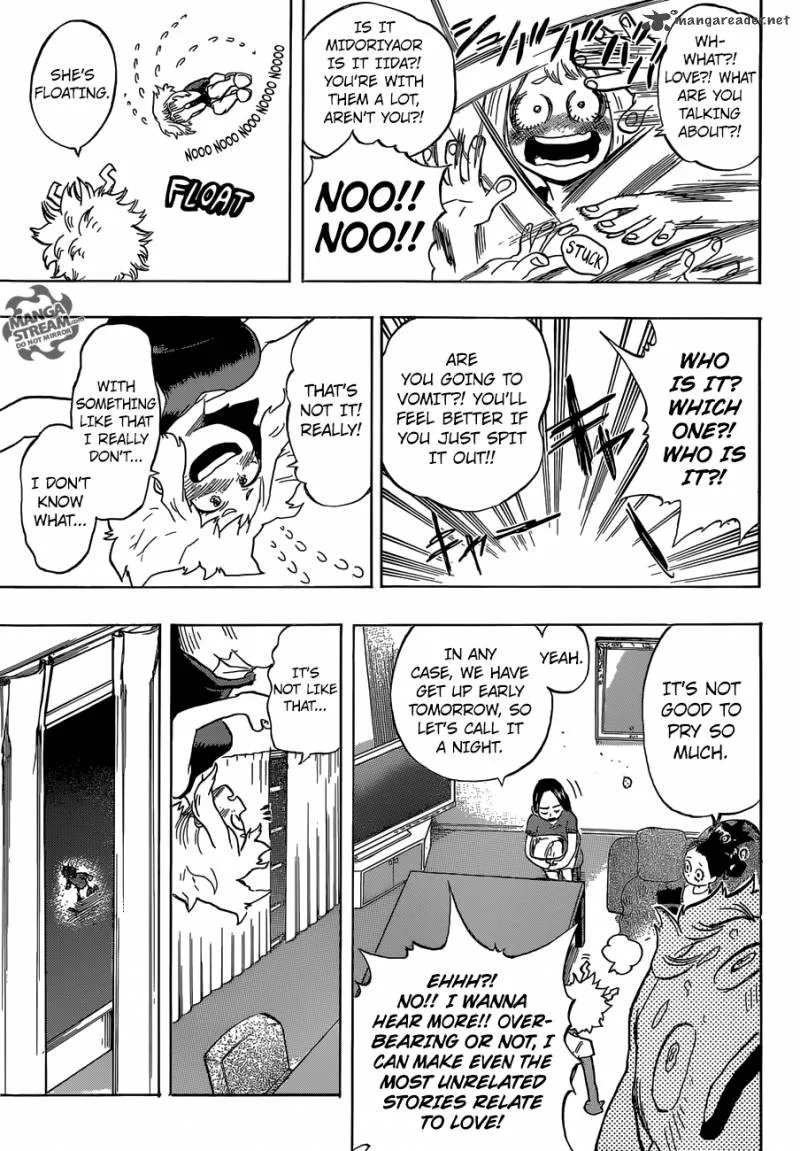 mangareader.net
WH-
WHAT?!
LOVE?! WHAT
ARE YOU
TALKING
ABOUT?!
IS IT
MIDORIYAOR
IS IT IIDA?!
YOU'RE WITH
THEM A LOT,
AREN'T YOU?!
NOO!!
NOO!!
STUCK
NOOO NOOO NOOO NOOOO NOOOO
SHE'S
FLOATING.
FLOAT
WHO
IS IT?
WHICH
ONE?!
WHO IS
IT?!
ARE
YOU GOING TO
VOMIT?! YOU'LL
FEEL BETTER IF
YOU JUST SPIT
IT OUT!!
THAT'S
NOT IT!
REALLY!
WITH
SOMETHING
LIKE THAT
I REALLY
DON'T...
I DON'T
KNOW
WHAT...
MANGA
STREAM
.COM
DO NOT MIRROR
IT'S NOT
GOOD TO
PRY SO
MUCH.
YEAH.
IN ANY
CASE, WE HAVE
GET UP EARLY
TOMORROW, SO
LET'S CALL IT
A NIGHT.
EHHH?!
NO!! I WANNA
HEAR MORE!! OVER-
BEARING OR NOT, I
CAN MAKE EVEN THE
MOST UNRELATED
STORIES RELATE
TO LOVE!
IT'S
NOT LIKE
THAT...